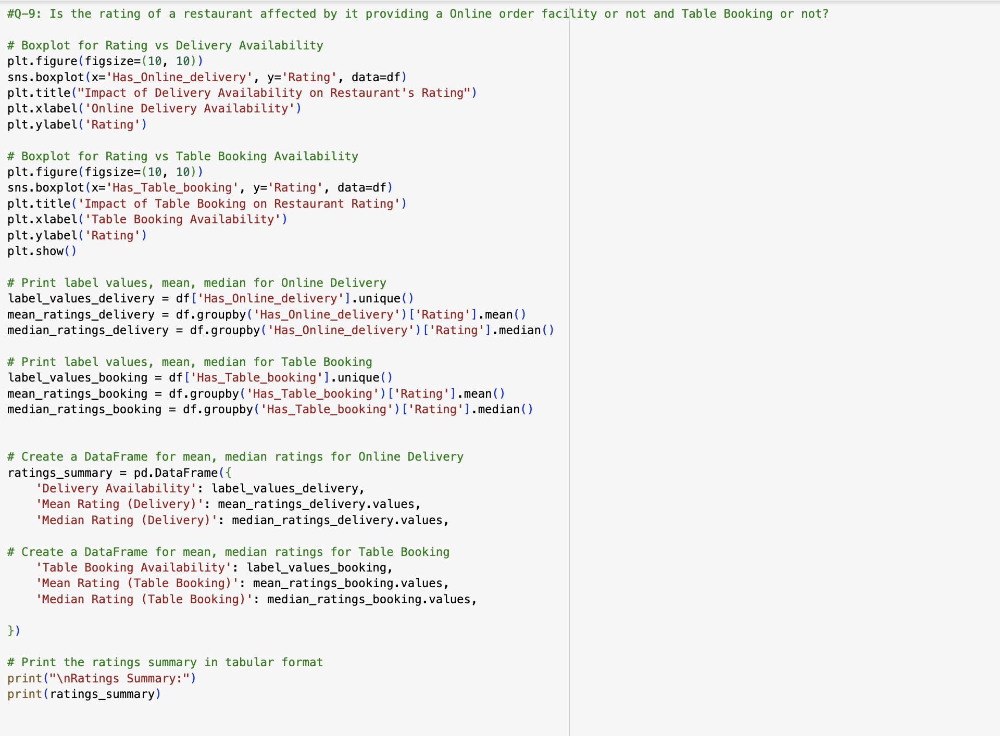 #Q-9: Is the rating of a restaurant affected by it providing a Online order facility or not and Table Booking or not?

# Boxplot for Rating vs Delivery Availability
plt.figure(figsize=(10, 10))
sns.boxplot(x='Has_Online_delivery', y='Rating', data=df)
plt.title("Impact of Delivery Availability on Restaurant's Rating")
plt.xlabel('Online Delivery Availability')
plt.ylabel('Rating')

# Boxplot for Rating vs Table Booking Availability
plt.figure(figsize=(10, 10))
sns.boxplot(x='Has_Table_booking', y='Rating', data=df)
plt.title('Impact of Table Booking on Restaurant Rating')
plt.xlabel('Table Booking Availability')
plt.ylabel('Rating')
plt.show()

# Print label values, mean, median for Online Delivery
label_values_delivery = df['Has_Online_delivery'].unique()
mean_ratings_delivery = df.groupby('Has_Online_delivery')['Rating'].mean()
median_ratings_delivery = df.groupby('Has_Online_delivery')['Rating'].median()

# Print label values, mean, median for Table Booking
label_values_booking = df['Has_Table_booking'].unique()
mean_ratings_booking = df.groupby('Has_Table_booking')['Rating'].mean()
median_ratings_booking = df.groupby('Has_Table_booking')['Rating'].median()


# Create a DataFrame for mean, median ratings for Online Delivery
ratings_summary = pd.DataFrame({
    'Delivery Availability': label_values_delivery,
    'Mean Rating (Delivery)': mean_ratings_delivery.values,
    'Median Rating (Delivery)': median_ratings_delivery.values,

# Create a DataFrame for mean, median ratings for Table Booking
    'Table Booking Availability': label_values_booking,
    'Mean Rating (Table Booking)': mean_ratings_booking.values,
    'Median Rating (Table Booking)': median_ratings_booking.values,

})

# Print the ratings summary in tabular format
print("\nRatings Summary:")
print(ratings_summary)